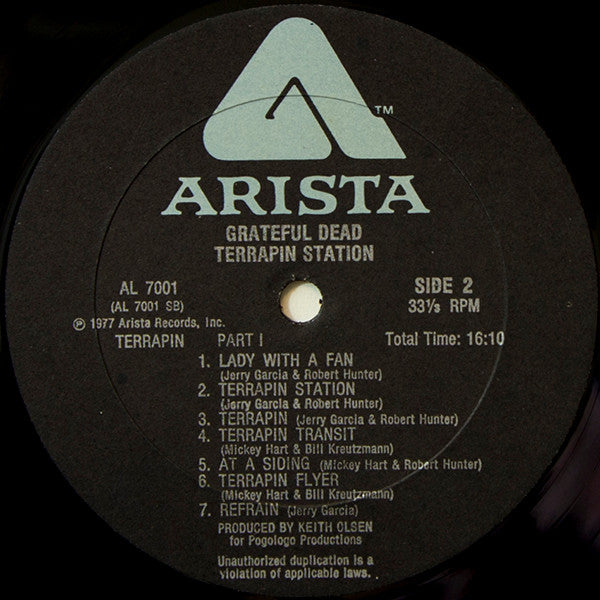 TM
ARISTA
GRATEFUL DEAD
TERRAPIN STATION
AL 7001
(AL 7001 SB)
℗ 1977 Arista Records, Inc.
SIDE 2
33⅓ RPM
TERRAPIN PART I Total Time: 16:10
1. LADY WITH A FAN
(Jerry Garcia & Robert Hunter)
2. TERRAPIN STATION
(Jerry Garcia & Robert Hunter)
3. TERRAPIN (Jerry Garcia & Robert Hunter)
4. TERRAPIN TRANSIT
(Mickey Hart & Bill Kreutzmann)
5. AT A SIDING (Mickey Hart & Robert Hunter)
6. TERRAPIN FLYER
(Mickey Hart & Bill Kreutzmann)
7. REFRAIN (Jerry Garcia)
PRODUCED BY KEITH OLSEN
for Pogologo Productions
Unauthorized duplication is a
violation of applicable laws.